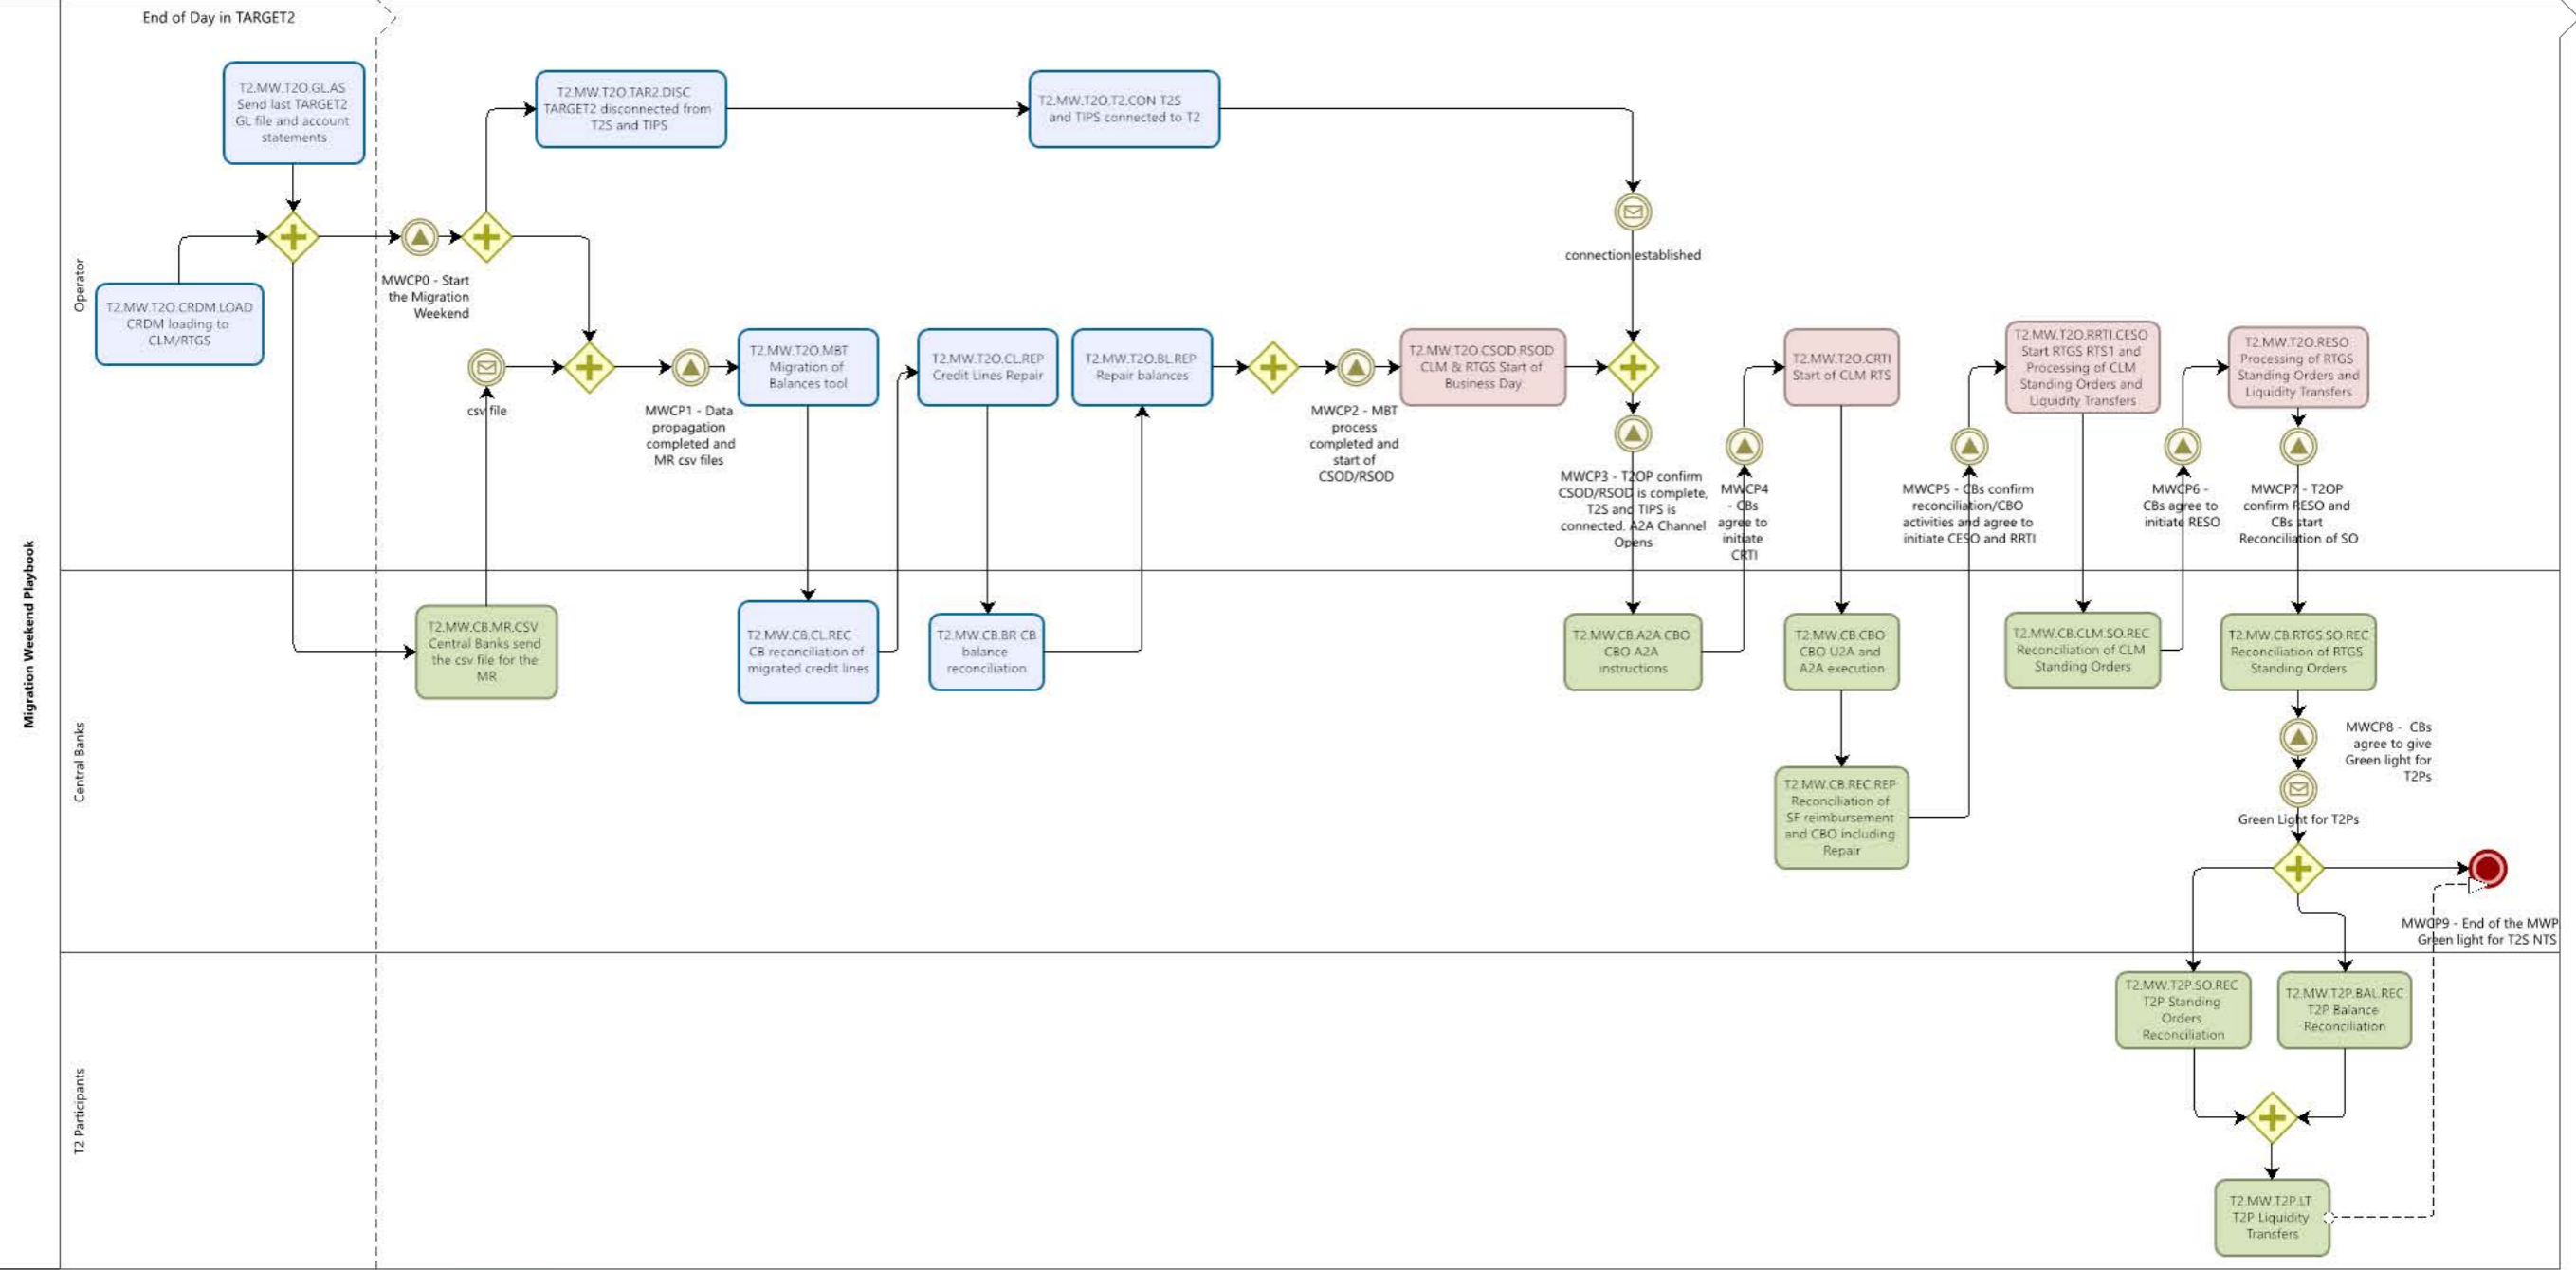 End of Day in TARGET2
Migration Weekend Playbook
Operator
T2.MW.T2O.GL.AS
Send last TARGET2
GL file and account
statements
T2.MW.T2O.TAR2.DISC
TARGET2 disconnected from
T2S and TIPS
T2.MW.T2O.T2.CON T2S
and TIPS connected to T2
connection established
T2.MW.T2O.CRDM.LOAD
CRDM loading to
CLM/RTGS
MWCP0 - Start
the Migration
Weekend
csv file
MWCP1 - Data
propagation
completed and
MR csv files
T2.MW.T2O.MBT
Migration of
Balances tool
T2.MW.T2O.CL.REP
Credit Lines Repair
T2.MW.T2O.BL.REP
Repair balances
MWCP2 - MBT
process
completed and
start of
CSOD/RSOD
T2.MW.T2O.CSOD.RSOD
CLM & RTGS Start of
Business Day
MWCP3 - T2OP confirm
CSOD/RSOD is complete,
T2S and TIPS is
connected. A2A Channel
Opens
MWCP4
- CBs
agree to
initiate
CRTI
T2.MW.T2O.CRTI
Start of CLM RTS
MWCP5 - CBs confirm
reconciliation/CBO
activities and agree to
initiate CESO and RRTI
T2.MW.T2O.RRTI.CESO
Start RTGS RTS1 and
Processing of CLM
Standing Orders and
Liquidity Transfers
MWCP6 -
CBs agree to
initiate RESO
T2.MW.T2O.RESO
Processing of RTGS
Standing Orders and
Liquidity Transfers
MWCP7 - T2OP
confirm RESO and
CBs start
Reconciliation of SO
Central Banks
T2.MW.CB.MR.CSV
Central Banks send
the csv file for the
MR
T2.MW.CB.CL.REC
CB reconciliation of
migrated credit lines
T2.MW.CB.BR CB
balance
reconciliation
T2.MW.CB.A2A.CBO
CBO A2A
instructions
T2.MW.CB.CBO
CBO U2A and
A2A execution
T2.MW.CB.REC.REP
Reconciliation of
SF reimbursement
and CBO including
Repair
T2.MW.CB.CLM.SO.REC
Reconciliation of CLM
Standing Orders
T2.MW.CB.RTGS.SO.REC
Reconciliation of RTGS
Standing Orders
MWCP8 - CBs
agree to give
Green light for
T2Ps
Green Light for T2Ps
MWCP9 - End of the MWP
Green light for T2S NTS
T2 Participants
T2.MW.T2P.SO.REC
T2P Standing
Orders
Reconciliation
T2.MW.T2P.BAL.REC
T2P Balance
Reconciliation
T2.MW.T2P.LT
T2P Liquidity
Transfers